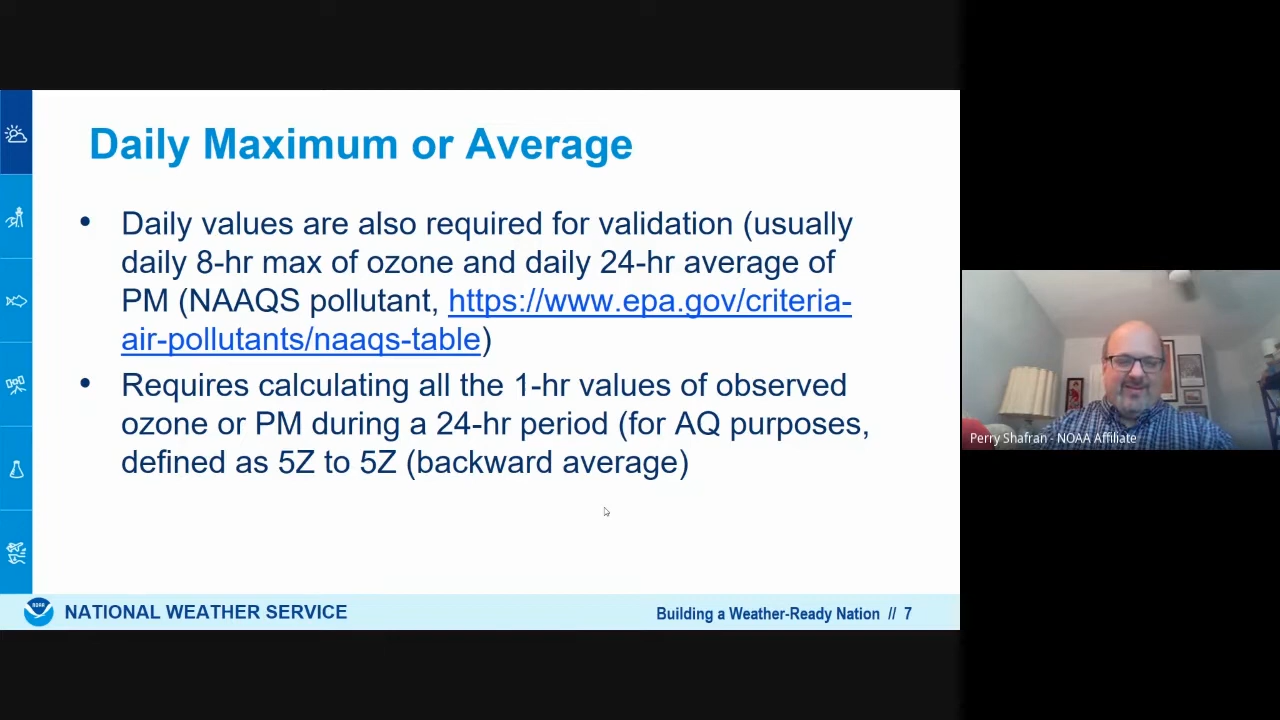 Daily Maximum or Average
• Daily values are also required for validation (usually
daily 8-hr max of ozone and daily 24-hr average of
PM (NAAQS pollutant, https://www.epa.gov/criteria-
air-pollutants/naaqs-table)
• Requires calculating all the 1-hr values of observed
ozone or PM during a 24-hr period (for AQ purposes,
defined as 5Z to 5Z (backward average)
Perry Shafran - NOAA Affiliate
NOAA
NATIONAL WEATHER SERVICE
Building a Weather-Ready Nation // 7